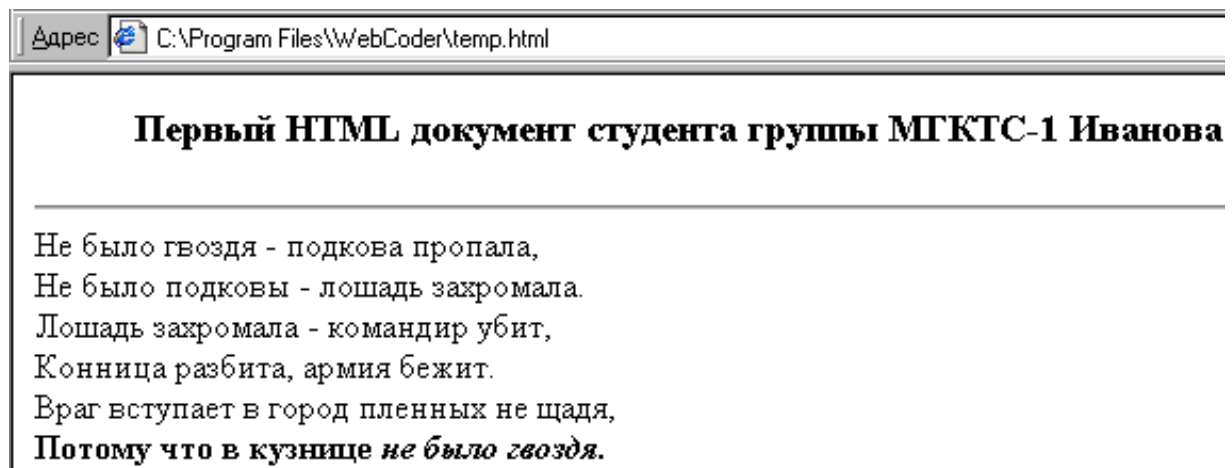 Адрес C:\Program Files\WebCoder\temp.html
Первый HTML документ студента группы МГКТС-1 Иванова
Не было гвоздя - подкова пропала,
Не было подковы - лошадь захромала.
Лошадь захромала - командир убит,
Конница разбита, армия бежит.
Враг вступает в город пленных не щадя,
Потому что в кузнице не было гвоздя.